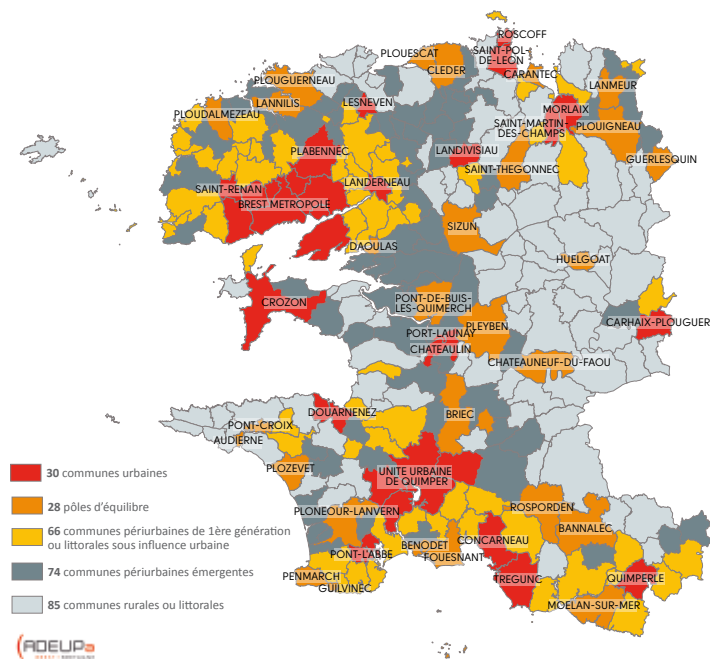 ROSCOFF
PLOUESCAT
SAINT-POL-
DE-LEON
CLEDER
CARANTEC
PLOUGUERNEAU
LANMEUR
LANNILIS
LESNEVEN
MORLAIX
PLOUDALMEZEAU
SAINT-MARTIN-
DES-CHAMPS
PLOUIGNEAU
PLABENNEC
LANDIVISIAU
GUERLESQUIN
SAINT-THEGONNEC
SAINT-RENAN
LANDERNEAU
BREST METROPOLE
SIZUN
DAOULAS
HUELGOAT
CROZON
PONT-DE-BUIS-
LES-QUIMERCH
PORT-LAUNAY
PLEYBEN
CARHAIX-PLOUGUER
CHATEAULIN
CHATEAUNEUF-DU-FAOU
DOUARNENEZ
BRIEC
PONT-CROIX
AUDIERNE
PLOZEVET
UNITE URBAINE
DE QUIMPER
PLONEOUR-LANVERN
ROSPORDEN
BANNALEC
CONCARNEAU
BENODET
PONT-L'ABBE
FOUESNANT
PENMARCH
GUILVINEC
TREGUNC
QUIMPERLE
MOELAN-SUR-MER
30 communes urbaines
28 pôles d'équilibre
66 communes périurbaines de 1ère génération
ou littorales sous influence urbaine
74 communes périurbaines émergentes
85 communes rurales ou littorales
ADEUPa